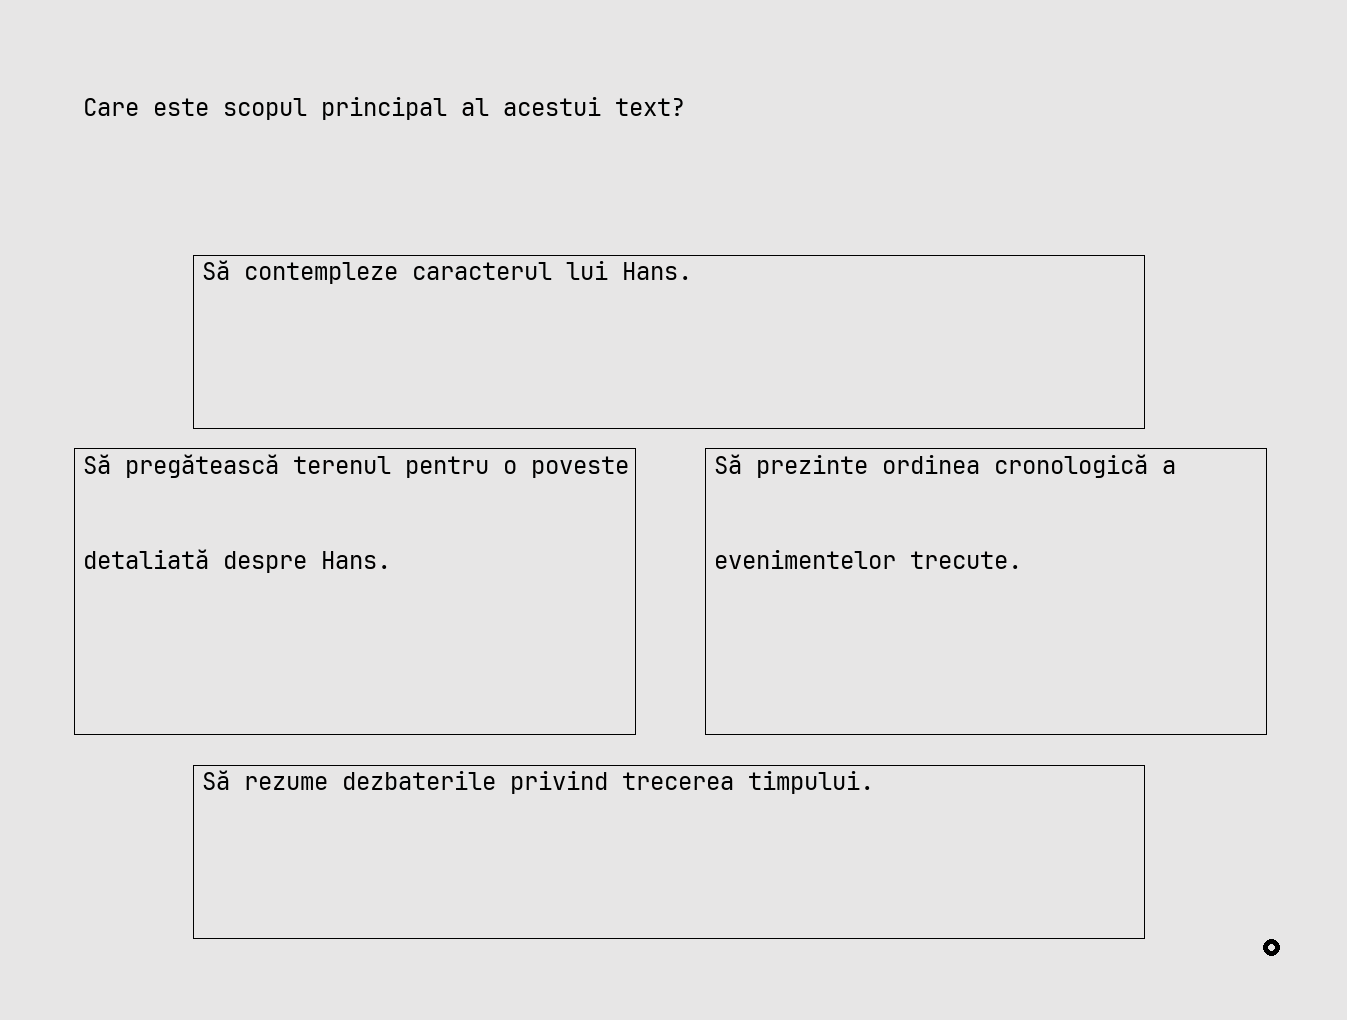 Care este scopul principal al acestui text?
Să contempleze caracterul lui Hans.
Să pregătească terenul pentru o poveste
detaliată despre Hans.
Să prezinte ordinea cronologică a
evenimentelor trecute.
Să rezume dezbaterile privind trecerea timpului.